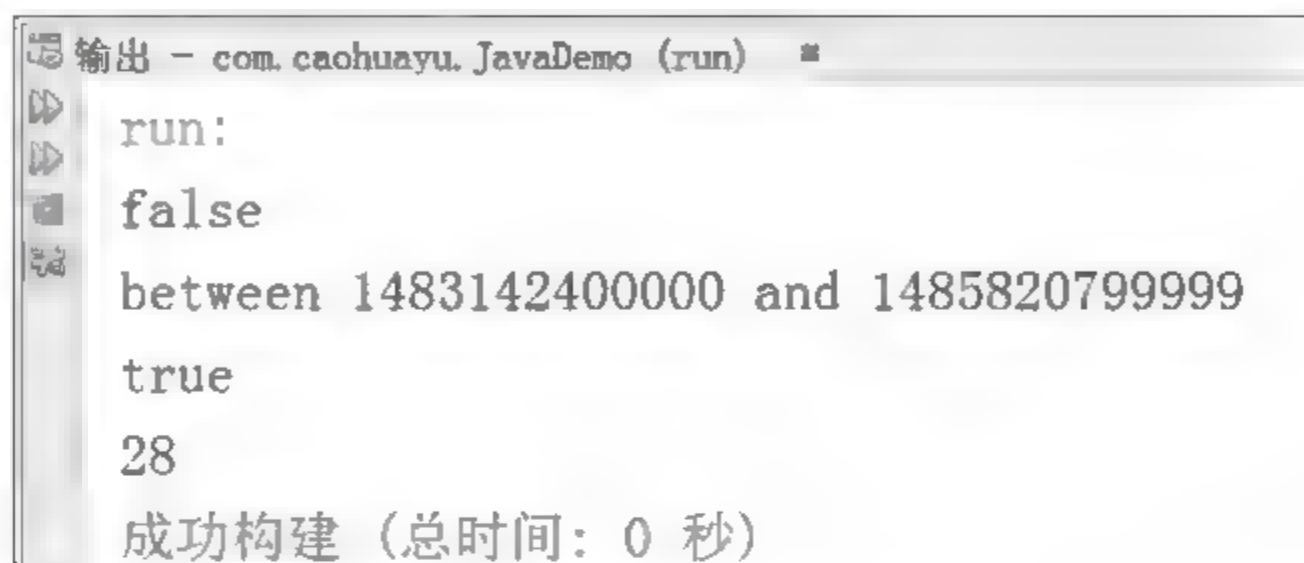 输出 - com.caohuayu.JavaDemo (run)
run:
false
between 1483142400000 and 1485820799999
true
28
成功构建 (总时间: 0 秒)